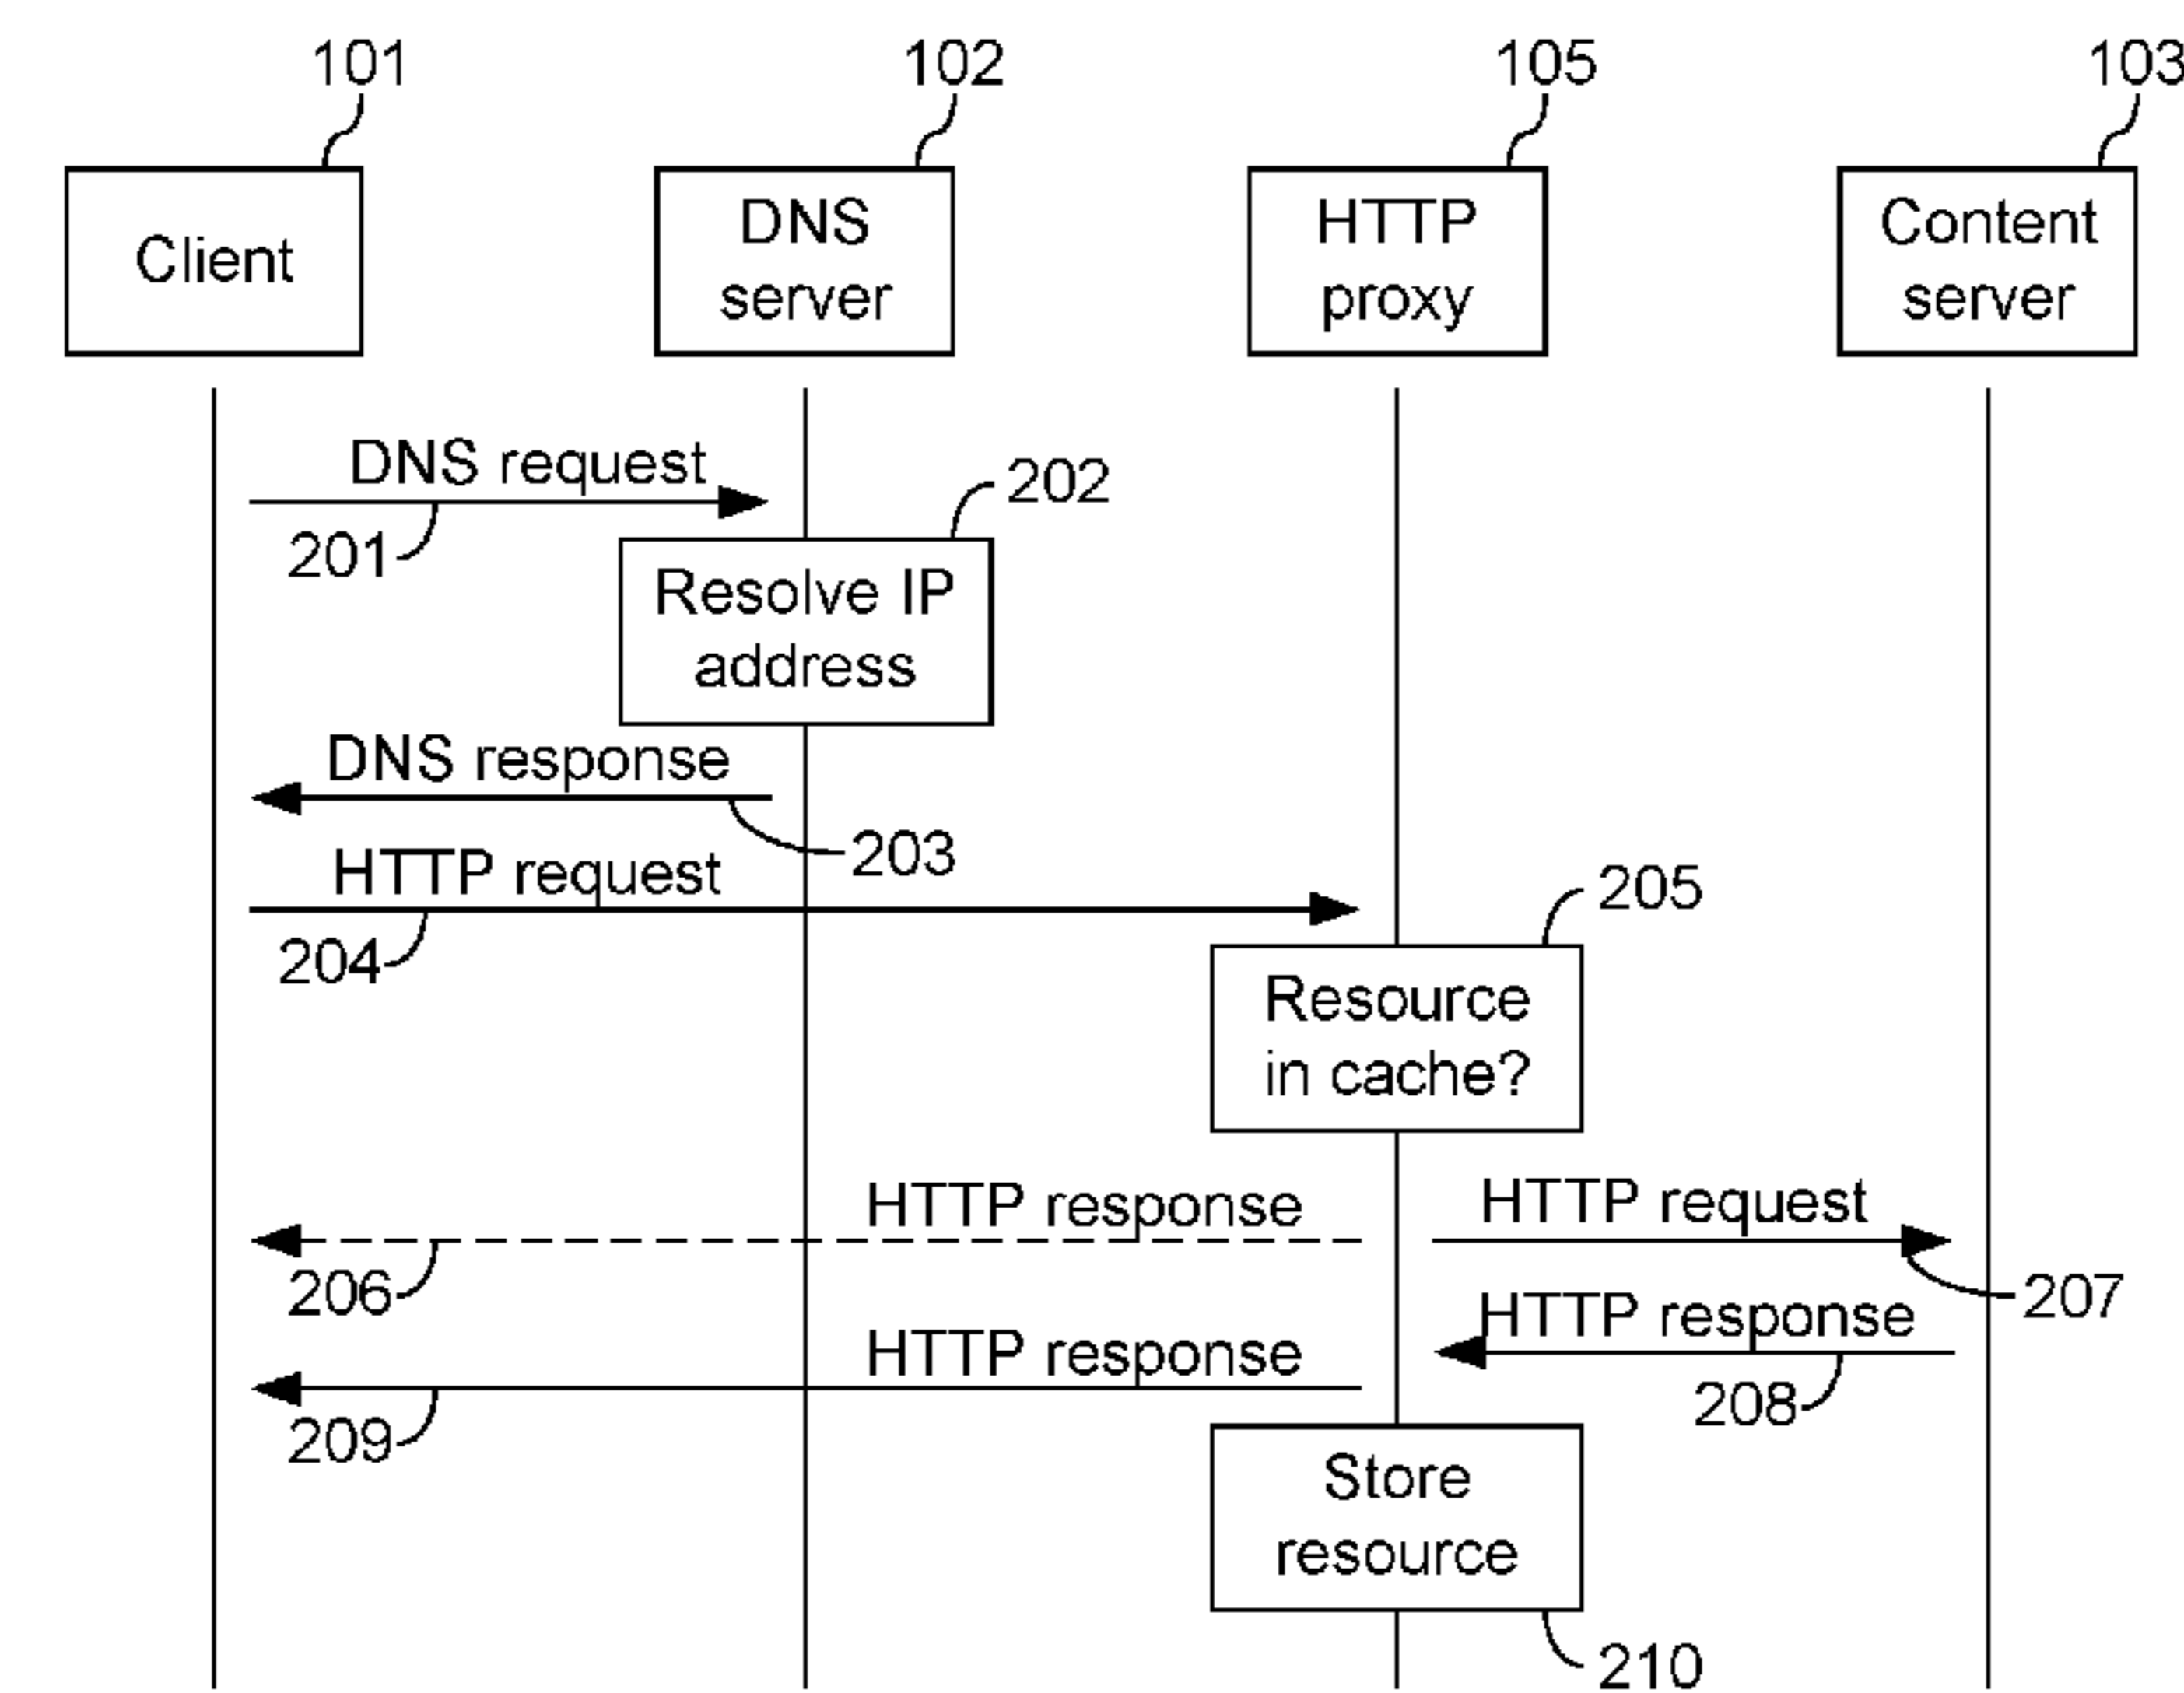 101
102
105
103
Client
DNS
server
HTTP
proxy
Content
server
DNS request
201
202
Resolve IP
address
DNS response
203
HTTP request
204
205
Resource
in cache?
HTTP response
206
HTTP request
207
HTTP response
208
HTTP response
209
Store
resource
210